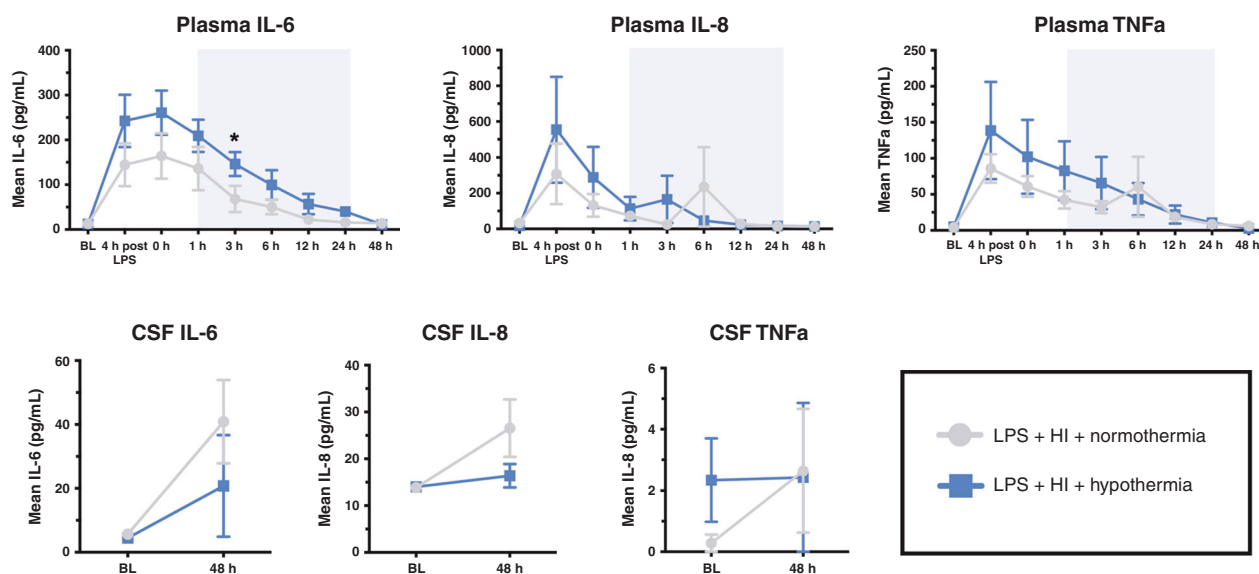 Plasma IL-6
Plasma IL-8
Plasma TNFa
Mean IL-6 (pg/mL)
400
300
200
100
0
*
BL 4 h post LPS 0 h 1 h 3 h 6 h 12 h 24 h 48 h
Mean IL-8 (pg/mL)
1000
800
600
400
200
0
BL 4 h post LPS 0 h 1 h 3 h 6 h 12 h 24 h 48 h
Mean TNFa (pg/mL)
250
200
150
100
50
0
BL 4 h post LPS 0 h 1 h 3 h 6 h 12 h 24 h 48 h
CSF IL-6
CSF IL-8
CSF TNFa
Mean IL-6 (pg/mL)
60
40
20
0
BL 48 h
Mean IL-8 (pg/mL)
40
30
20
10
0
BL 48 h
Mean IL-8 (pg/mL)
6
4
2
0
BL 48 h
LPS + HI + normothermia
LPS + HI + hypothermia